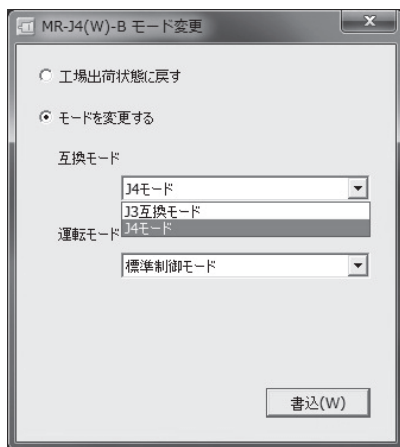 MR-J4(W)-B モード変更
工場出荷状態に戻す
モードを変更する
互換モード
J4モード
J3互換モード
J4モード
運転モード
標準制御モード
書込(W)